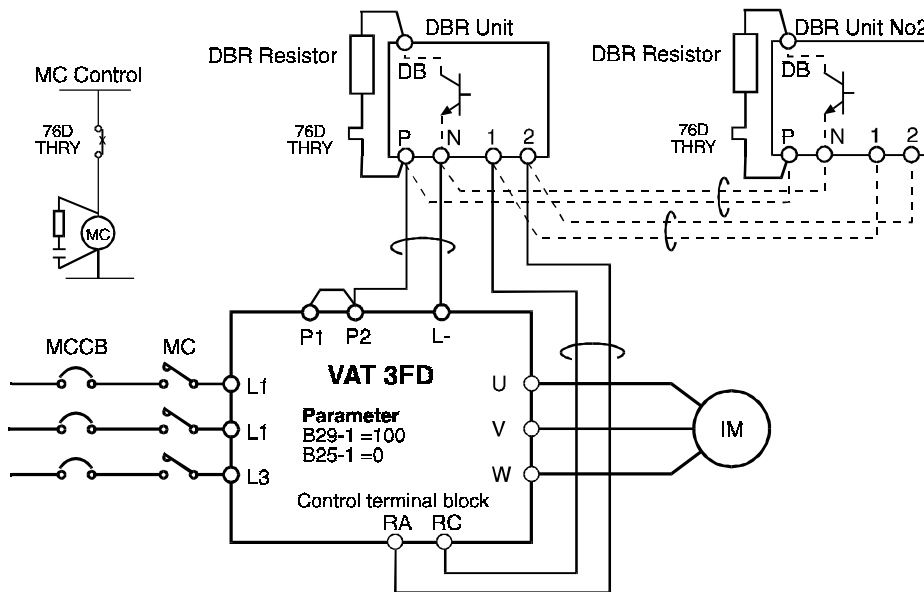 DBR Unit
DBR Unit No2
DBR Resistor
DBR Resistor
DB
DB
MC Control
76D
THRY
76D
THRY
76D
THRY
P
N
1
2
P
N
1
2
MC
P1
P2
L-
MCCB
MC
VAT 3FD
L1
U
Parameter
B29-1 =100
B25-1 =0
L1
V
IM
L3
W
Control terminal block
RA
RC